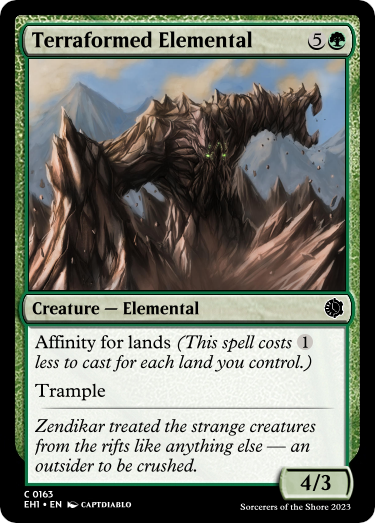 Terraformed Elemental 5
Creature — Elemental
Affinity for lands (This spell costs 1
less to cast for each land you control.)
Trample
Zendikar treated the strange creatures
from the rifts like anything else — an
outsider to be crushed.
4/3
C 0163
EH1 • EN CAPTDIABLO
Sorcerers of the Shore 2023